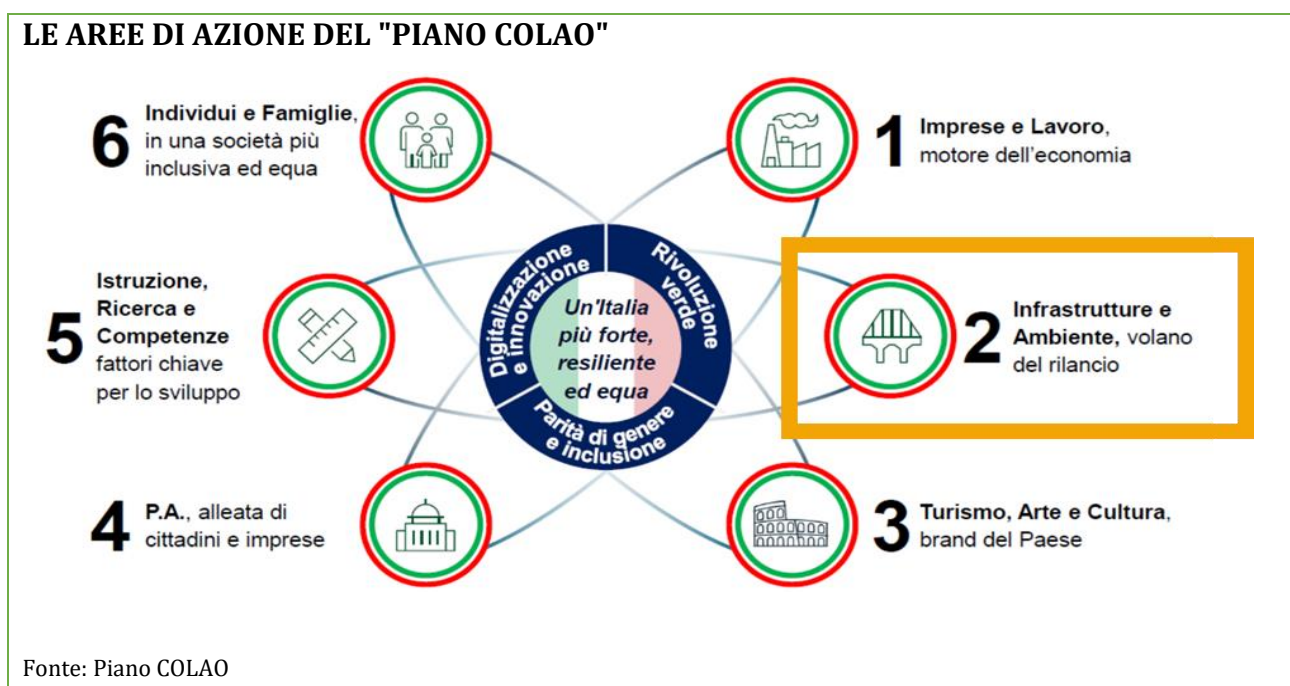 LE AREE DI AZIONE DEL "PIANO COLAO"
6
Individui e Famiglie,
in una società più
inclusiva ed equa
1
Imprese e Lavoro,
motore dell'economia
5
Istruzione,
Ricerca e
Competenze
fattori chiave
per lo sviluppo
Digitalizzazione
e innovazione
Rivoluzione
verde
Un'Italia
più forte,
resiliente
ed equa
Parità di genere
e inclusione
2
Infrastrutture e
Ambiente, volano
del rilancio
4
P.A., alleata di
cittadini e imprese
3
Turismo, Arte e Cultura,
brand del Paese
Fonte: Piano COLAO